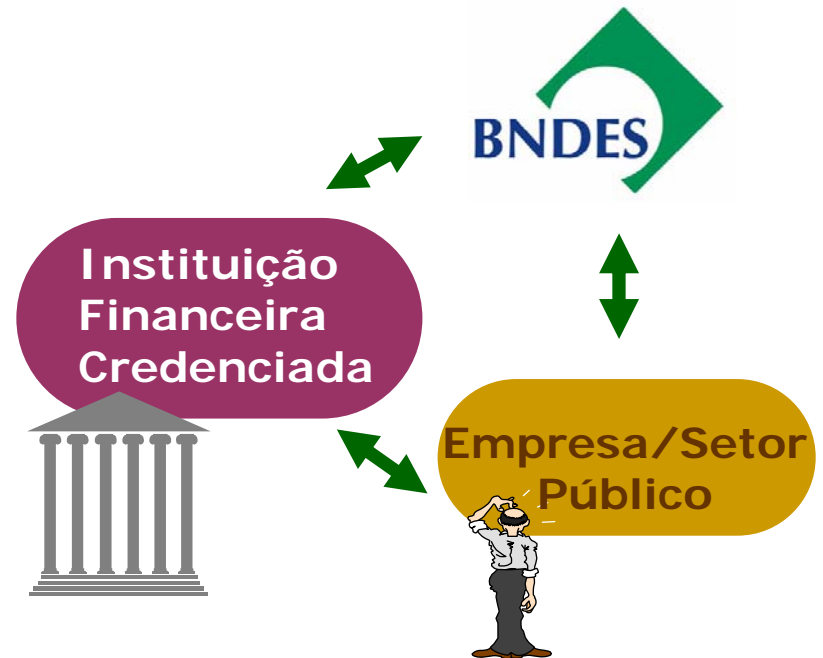 BNDES
Instituição
Financeira
Credenciada
Empresa/Setor
Público